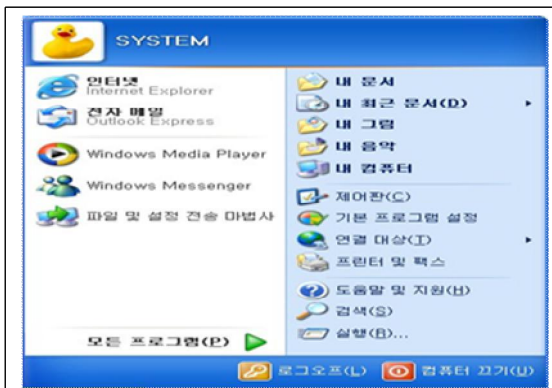 SYSTEM
인터넷
Internet Explorer
전자 메일
Outlook Express
Windows Media Player
Windows Messenger
파일 및 설정 전송 마법사
모든 프로그램(P)
내 문서
내 최근 문서(D)
내 그림
내 음악
내 컴퓨터
제어판(C)
기본 프로그램 설정
연결 대상(T)
프린터 및 팩스
도움말 및 지원(H)
검색(S)
실행(R)...
로그오프(L)
컴퓨터 끄기(U)